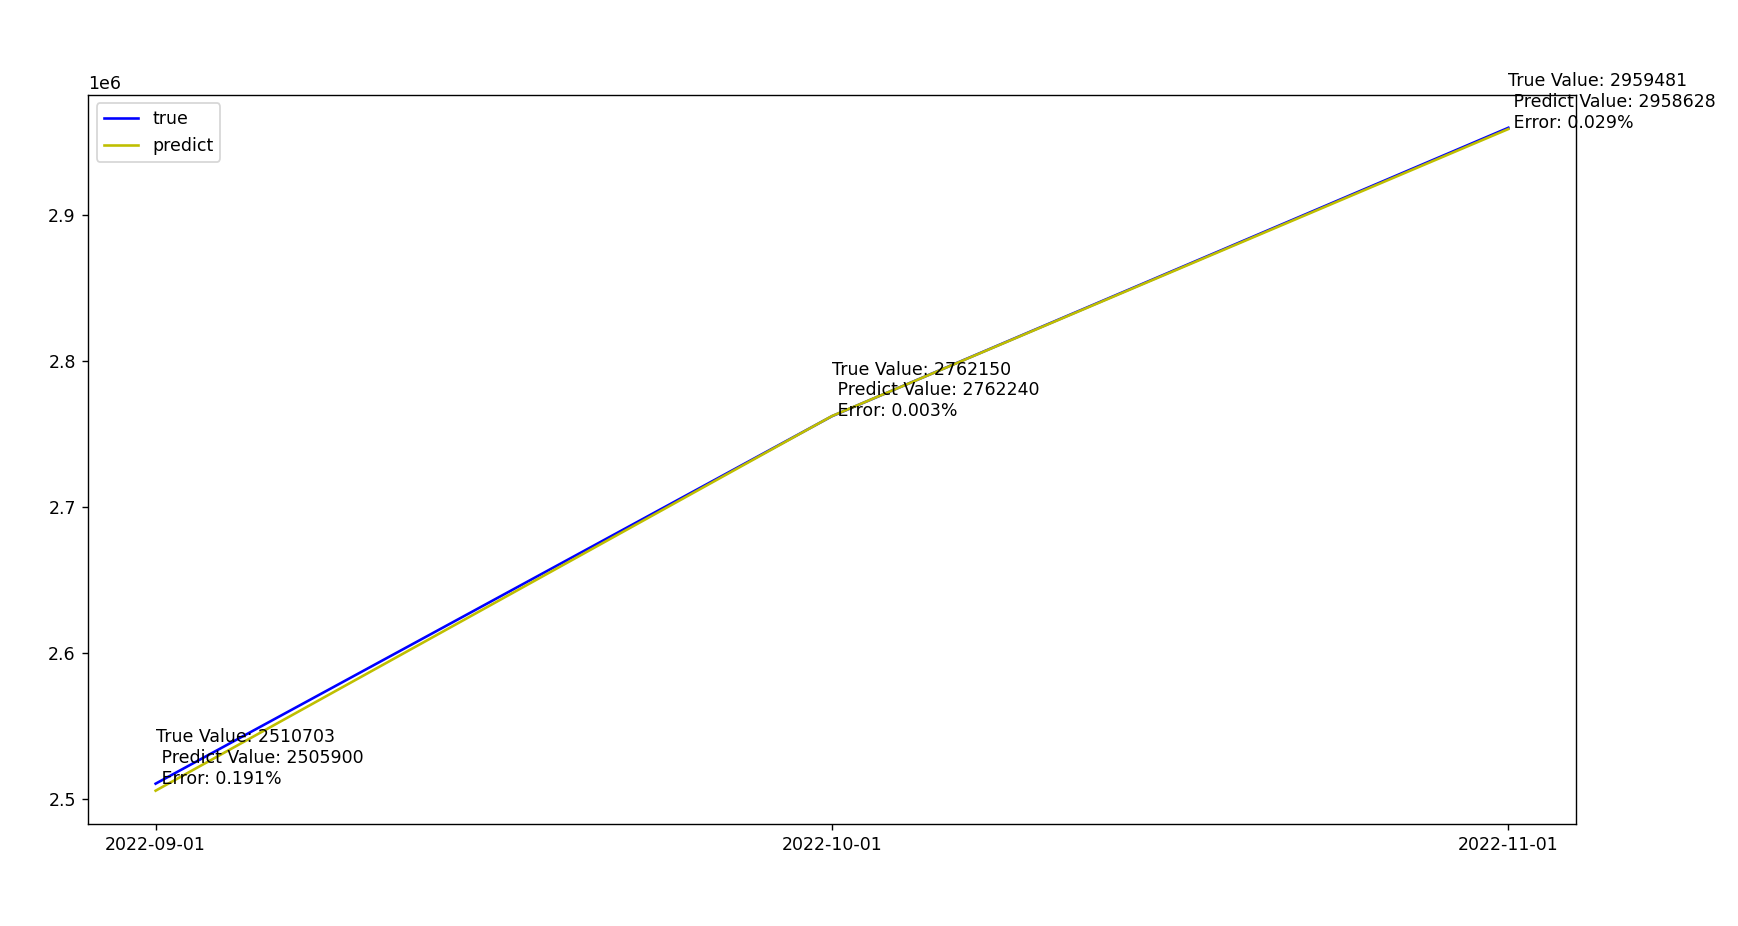 1e6
true
predict
True Value: 2959481
Predict Value: 2958628
Error: 0.029%
2.9
2.8
True Value: 2762150
Predict Value: 2762240
Error: 0.003%
2.7
2.6
True Value: 2510703
Predict Value: 2505900
Error: 0.191%
2.5
2022-09-01
2022-10-01
2022-11-01